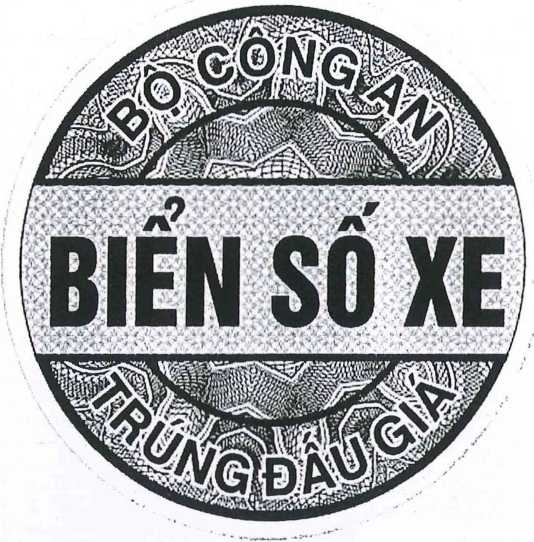 BỘ CÔNG AN
BIỂN SỐ XE
TRÚNG ĐẤU GIÁ